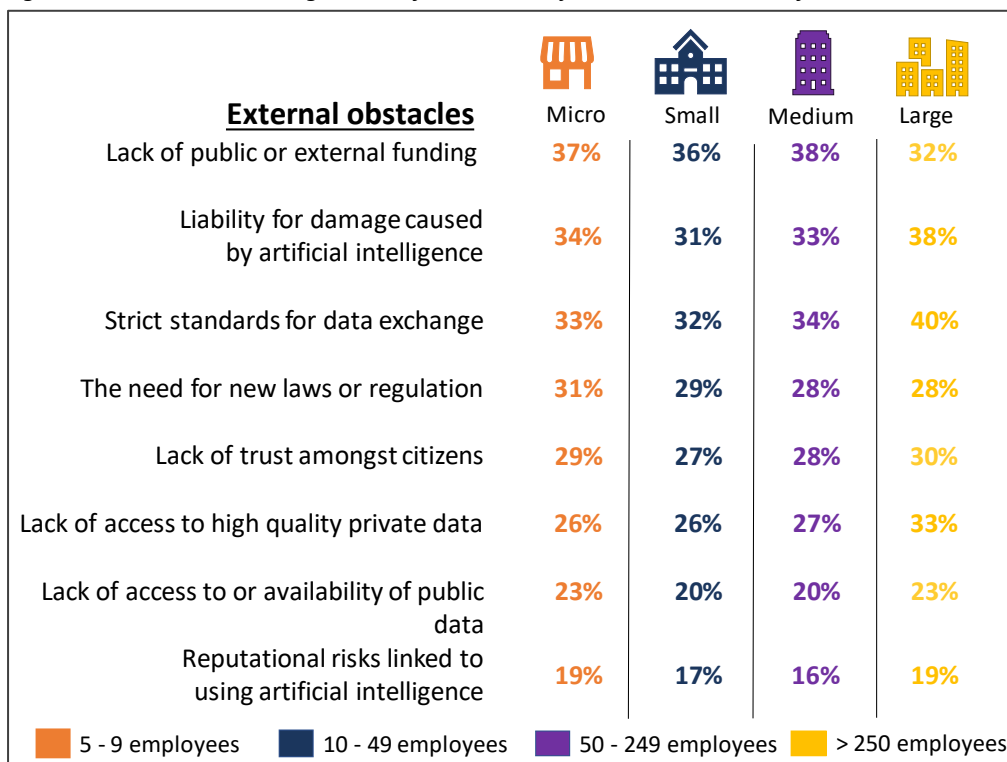 Micro Small Medium Large
External obstacles
Lack of public or external funding 37% 36% 38% 32%
Liability for damage caused
by artificial intelligence 34% 31% 33% 38%
Strict standards for data exchange 33% 32% 34% 40%
The need for new laws or regulation 31% 29% 28% 28%
Lack of trust amongst citizens 29% 27% 28% 30%
Lack of access to high quality private data 26% 26% 27% 33%
Lack of access to or availability of public 23% 20% 20% 23%
data
Reputational risks linked to
using artificial intelligence 19% 17% 16% 19%
5 - 9 employees 10 - 49 employees 50 - 249 employees > 250 employees